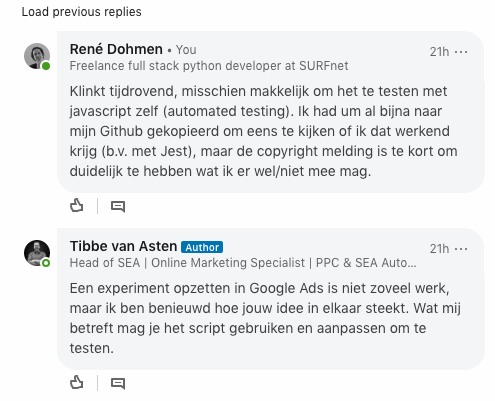 Load previous replies
René Dohmen • You
21h ...
Freelance full stack python developer at SURFnet
Klinkt tijdrovend, misschien makkelijk om het te testen met
javascript zelf (automated testing). Ik had um al bijna naar
mijn Github gekopieerd om eens te kijken of ik dat werkend
krijg (b.v. met Jest), maar de copyright melding is te kort om
duidelijk te hebben wat ik er wel/niet mee mag.
Tibbe van Asten Author
21h ...
Head of SEA | Online Marketing Specialist | PPC & SEA Auto...
Een experiment opzetten in Google Ads is niet zoveel werk,
maar ik ben benieuwd hoe jouw idee in elkaar steekt. Wat mij
betreft mag je het script gebruiken en aanpassen om te
testen.